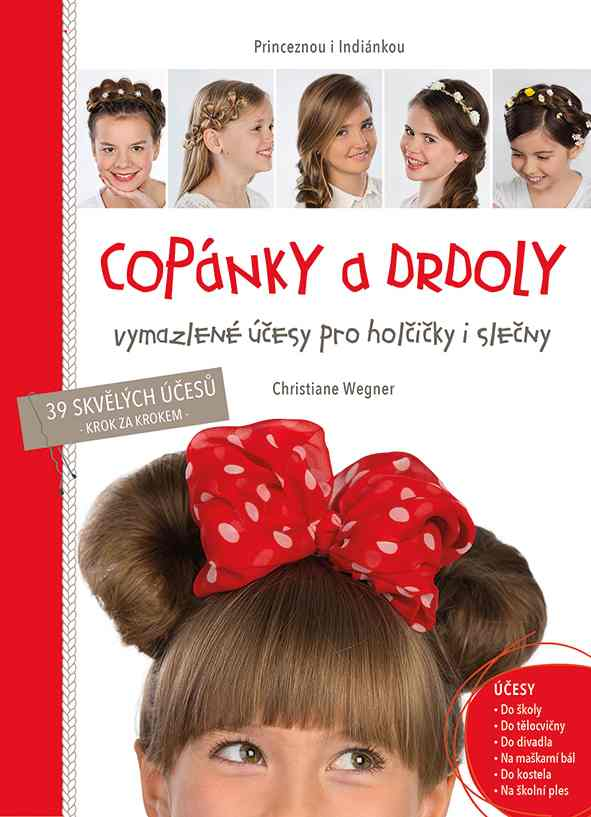 Princeznou i Indiánkou
COPÁNKY a DRDOLY
vymazlené účesy pro holčičky i slečny
Christiane Wegner
39 SKVĚLÝCH ÚČESŮ
- KROK ZA KROKEM -
ÚČESY
• Do školy
• Do tělocvičny
• Do divadla
• Na maškarní bál
• Do kostela
• Na školní ples